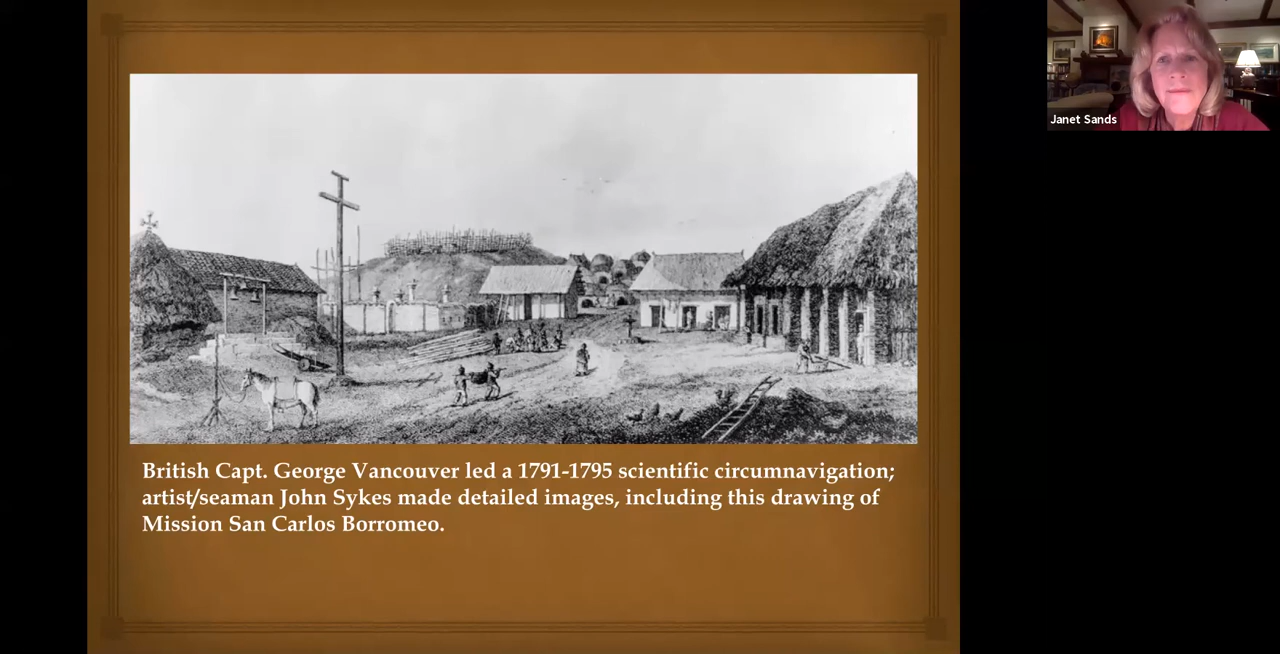 Janet Sands
British Capt. George Vancouver led a 1791-1795 scientific circumnavigation;
artist/seaman John Sykes made detailed images, including this drawing of
Mission San Carlos Borromeo.